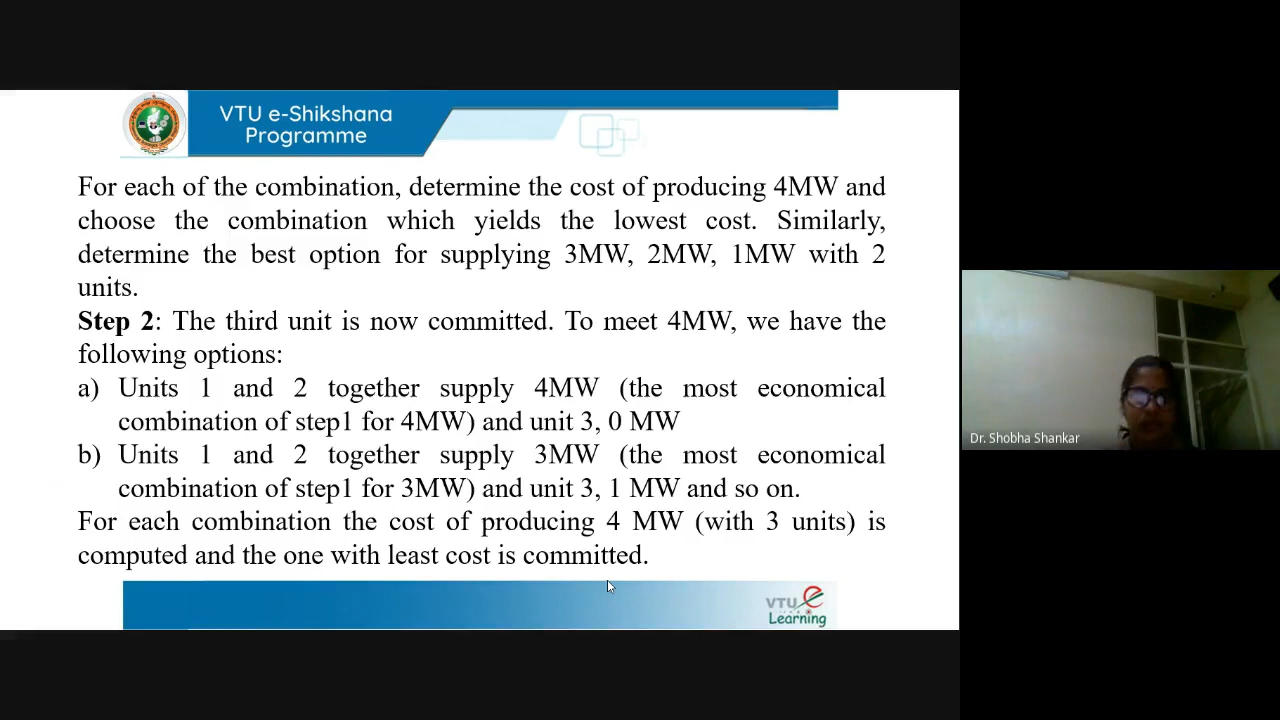 VTU e-Shikshana
Programme
For each of the combination, determine the cost of producing 4MW and
choose the combination which yields the lowest cost. Similarly,
determine the best option for supplying 3MW, 2MW, 1MW with 2
units.
Step 2: The third unit is now committed. To meet 4MW, we have the
following options:
a) Units 1 and 2 together supply 4MW (the most economical
combination of step1 for 4MW) and unit 3, 0 MW
b) Units 1 and 2 together supply 3MW (the most economical
combination of step1 for 3MW) and unit 3, 1 MW and so on.
For each combination the cost of producing 4 MW (with 3 units) is
computed and the one with least cost is committed.
Dr. Shobha Shankar
VTU e
Learning